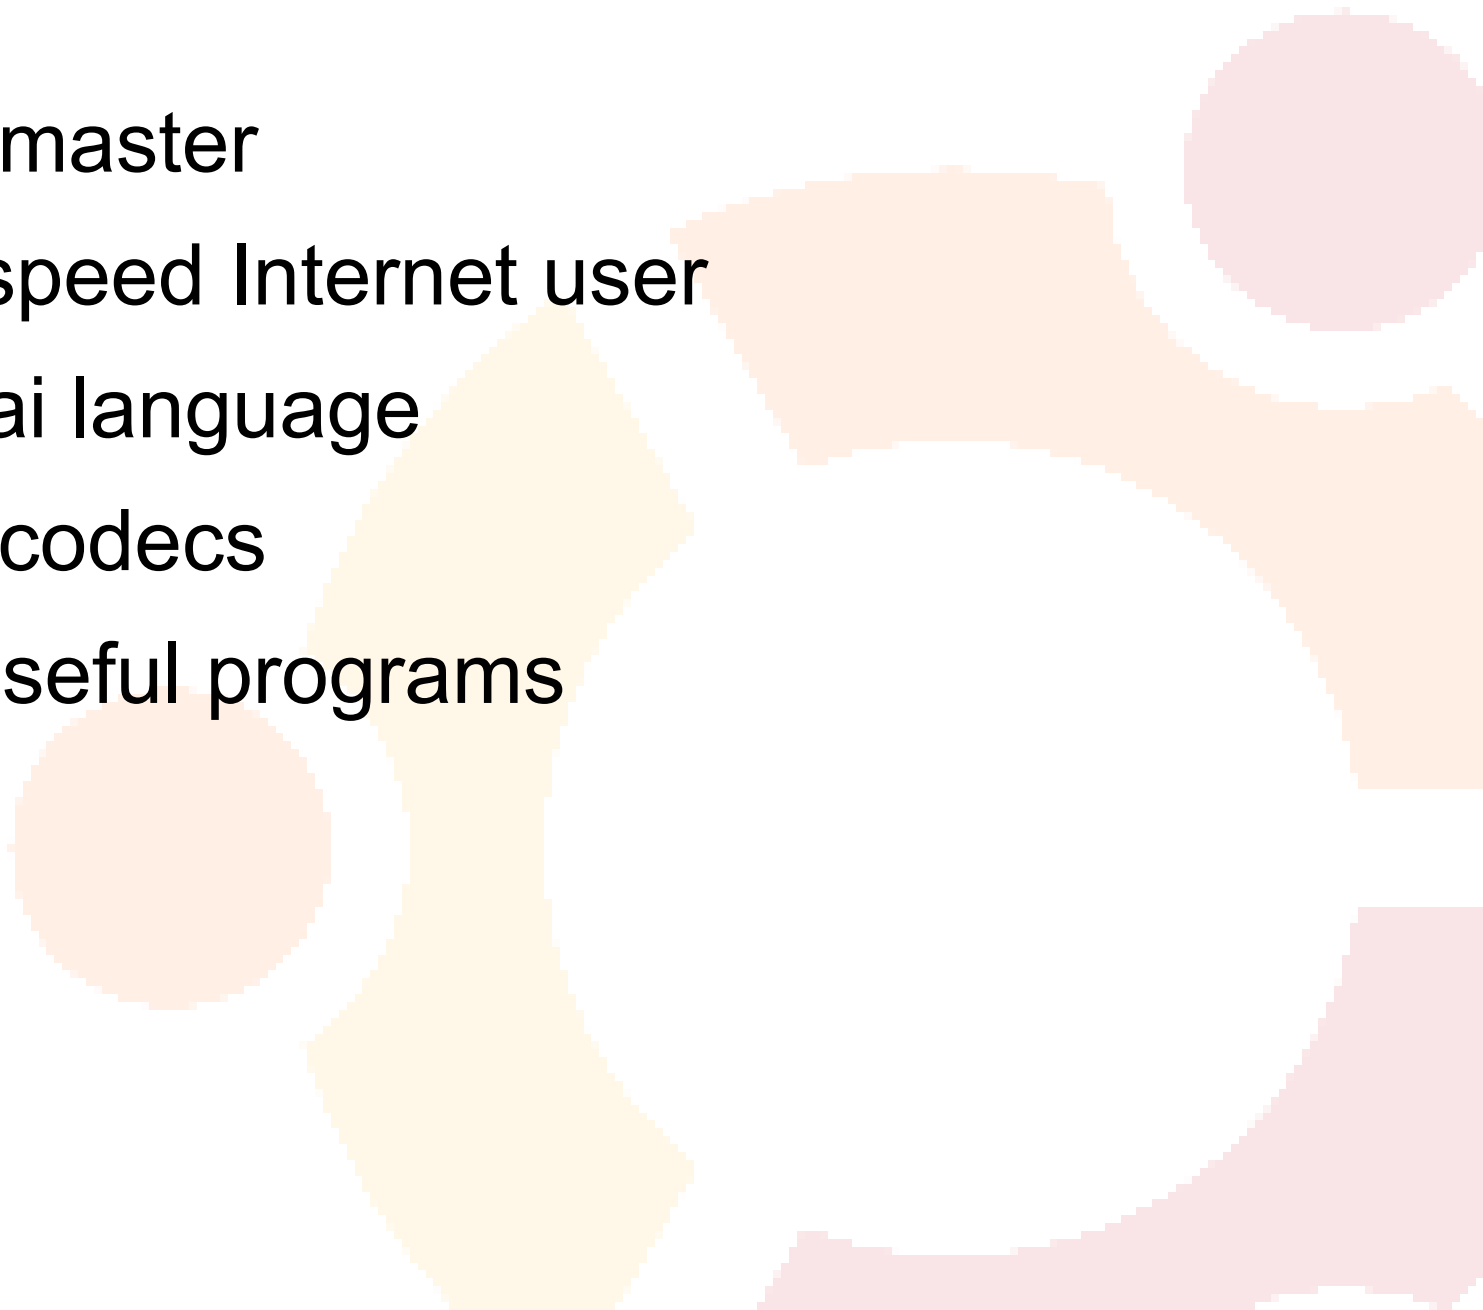 master
speed Internet user
ai language
codecs
seful programs